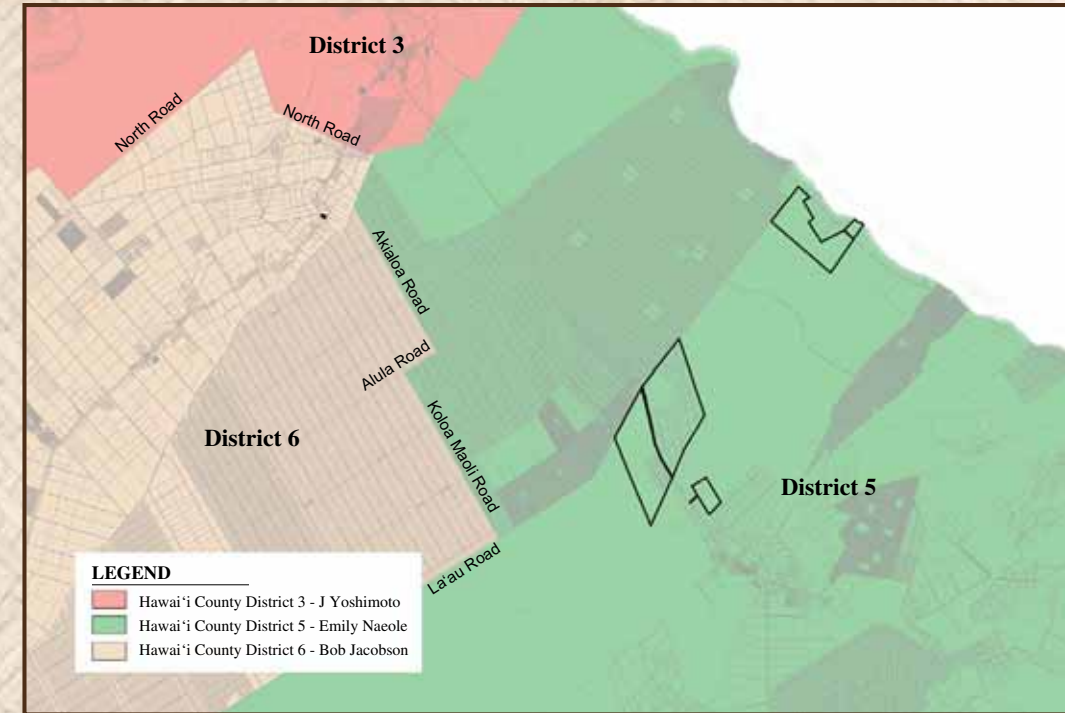 District 3
North Road
North Road
Akialoa Road
Alula Road
Koloa Maoli Road
District 6
District 5
La‘au Road
LEGEND
Hawai‘i County District 3 - J Yoshimoto
Hawai‘i County District 5 - Emily Naeole
Hawai‘i County District 6 - Bob Jacobson